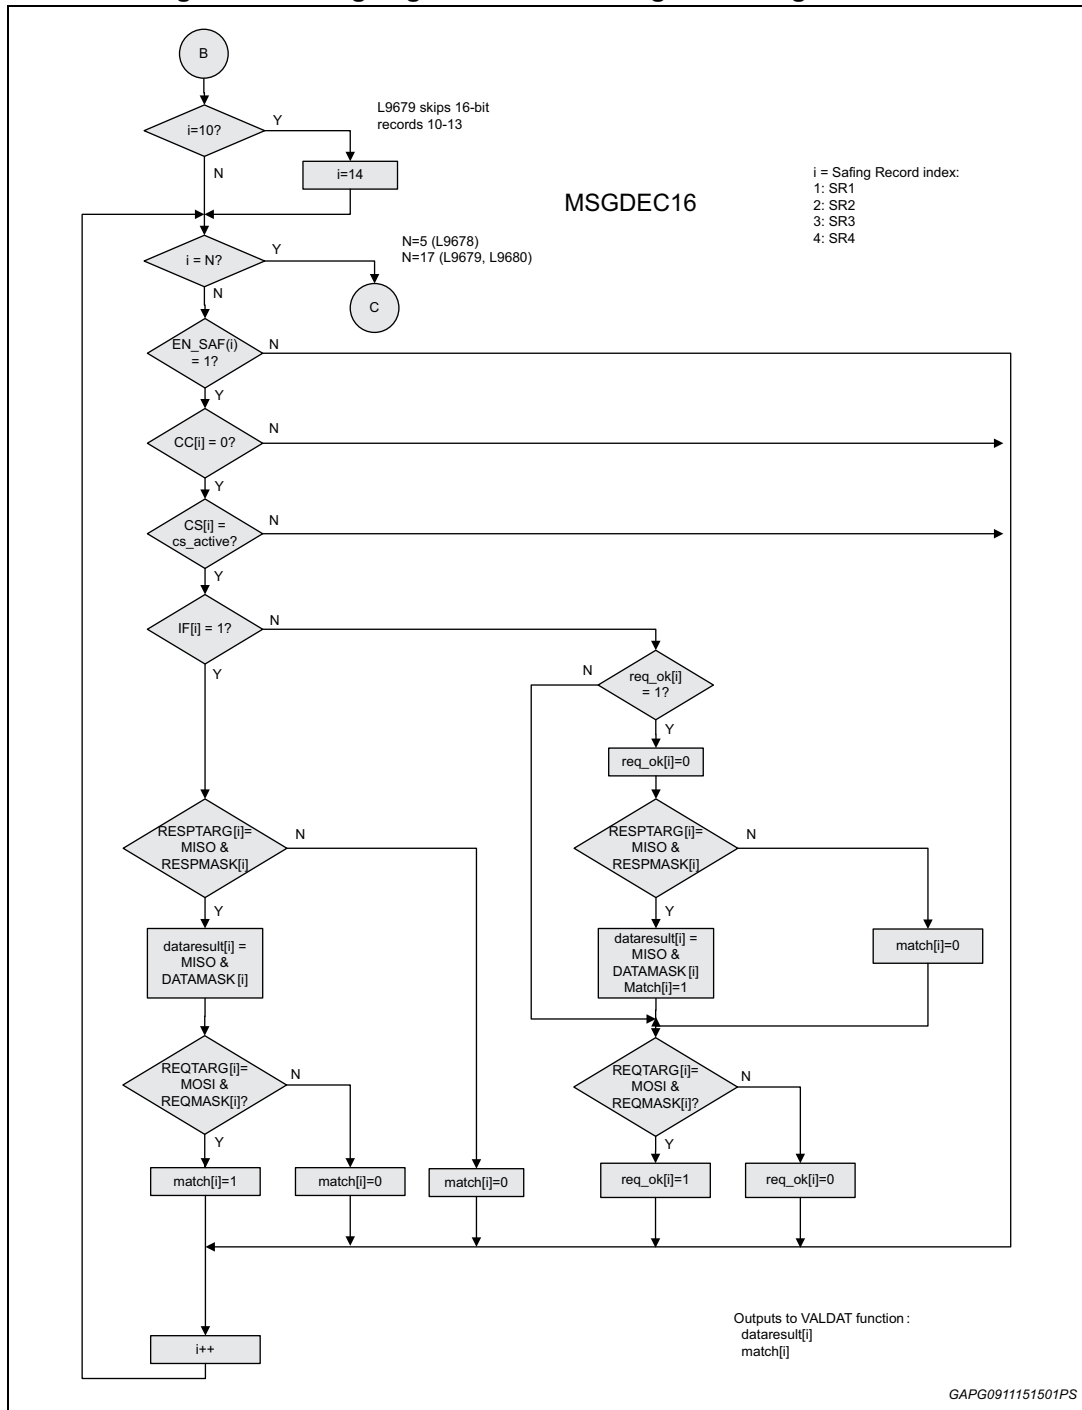 B
i=10?
Y
L9679 skips 16-bit
records 10-13
N
i=14
MSGDEC16
i = Safing Record index:
1: SR1
2: SR2
3: SR3
4: SR4
i = N?
Y
N=5 (L9678)
N=17 (L9679, L9680)
N
C
EN_SAF(i)
= 1?
N
Y
CC[i] = 0?
N
Y
CS[i] =
cs_active?
N
Y
IF[i] = 1?
N
Y
req_ok[i]
= 1?
N
Y
req_ok[i]=0
RESPTARG[i]=
MISO &
RESPMASK[i]
N
Y
RESPTARG[i]=
MISO &
RESPMASK[i]
N
Y
dataresult[i] =
MISO &
DATAMASK[i]
dataresult[i] =
MISO &
DATAMASK[i]
Match[i]=1
match[i]=0
REQTARG[i]=
MOSI &
REQMASK[i]?
N
Y
REQTARG[i]=
MOSI &
REQMASK[i]?
N
Y
match[i]=1
match[i]=0
match[i]=0
req_ok[i]=1
req_ok[i]=0
i++
Outputs to VALDAT function :
dataresult[i]
match[i]
GAPG0911151501PS